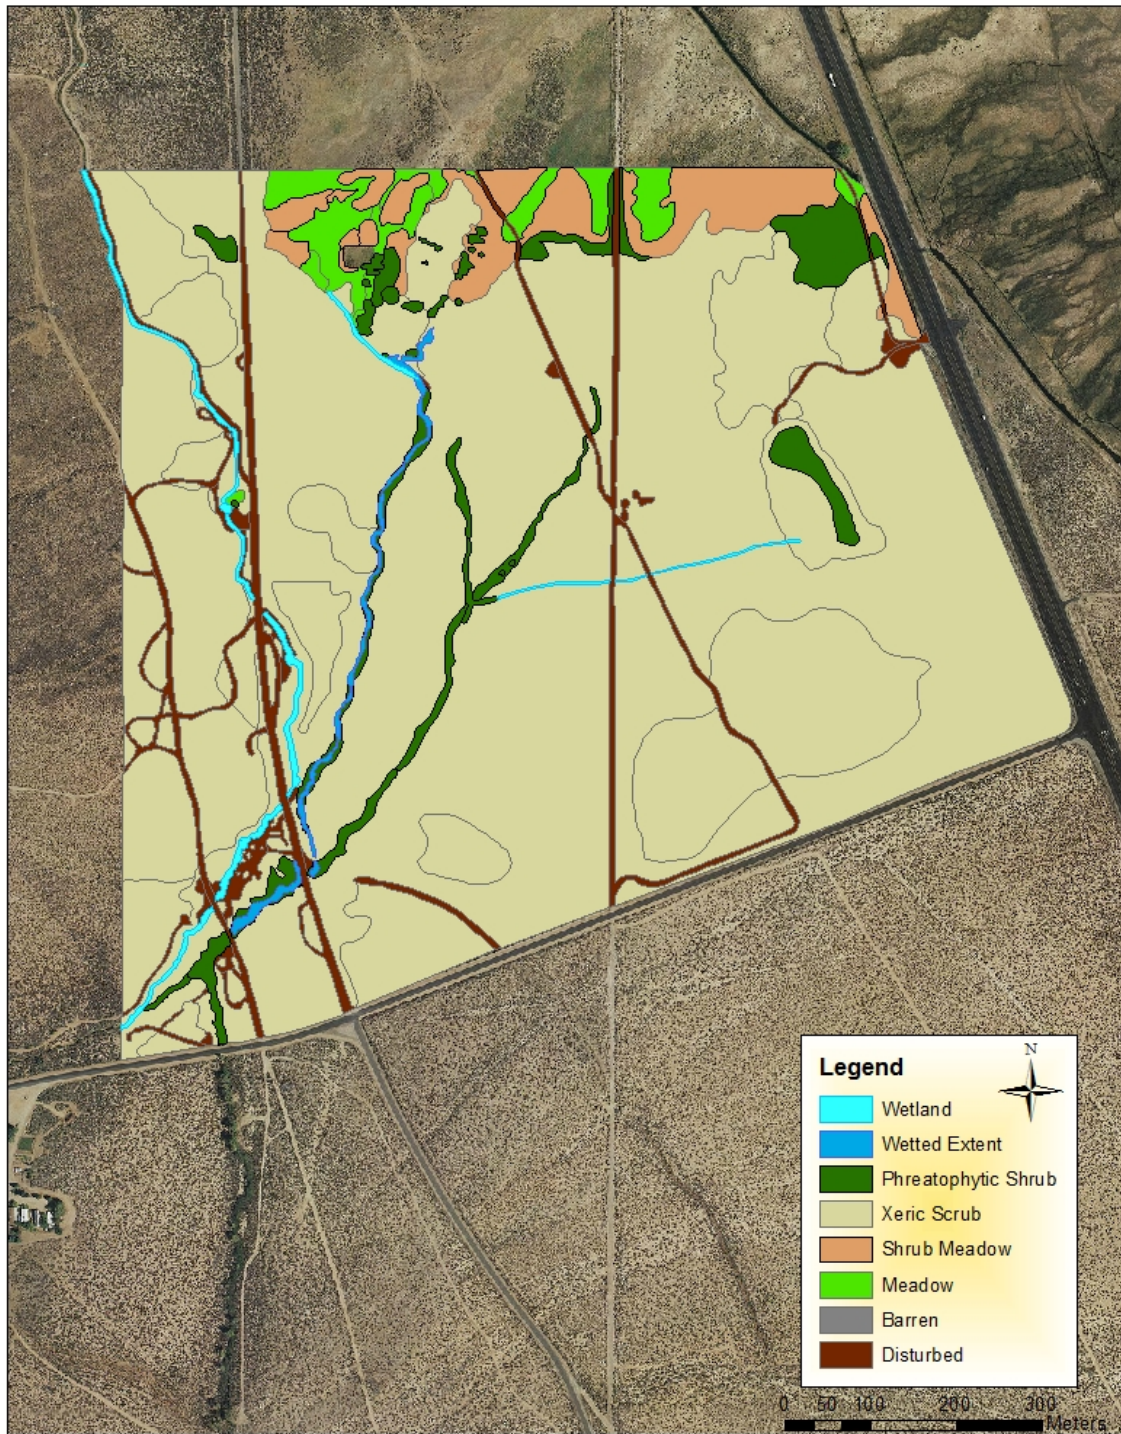 Legend
N
Wetland
Wetted Extent
Phreatophytic Shrub
Xeric Scrub
Shrub Meadow
Meadow
Barren
Disturbed
0 50 100 200 300
Meters